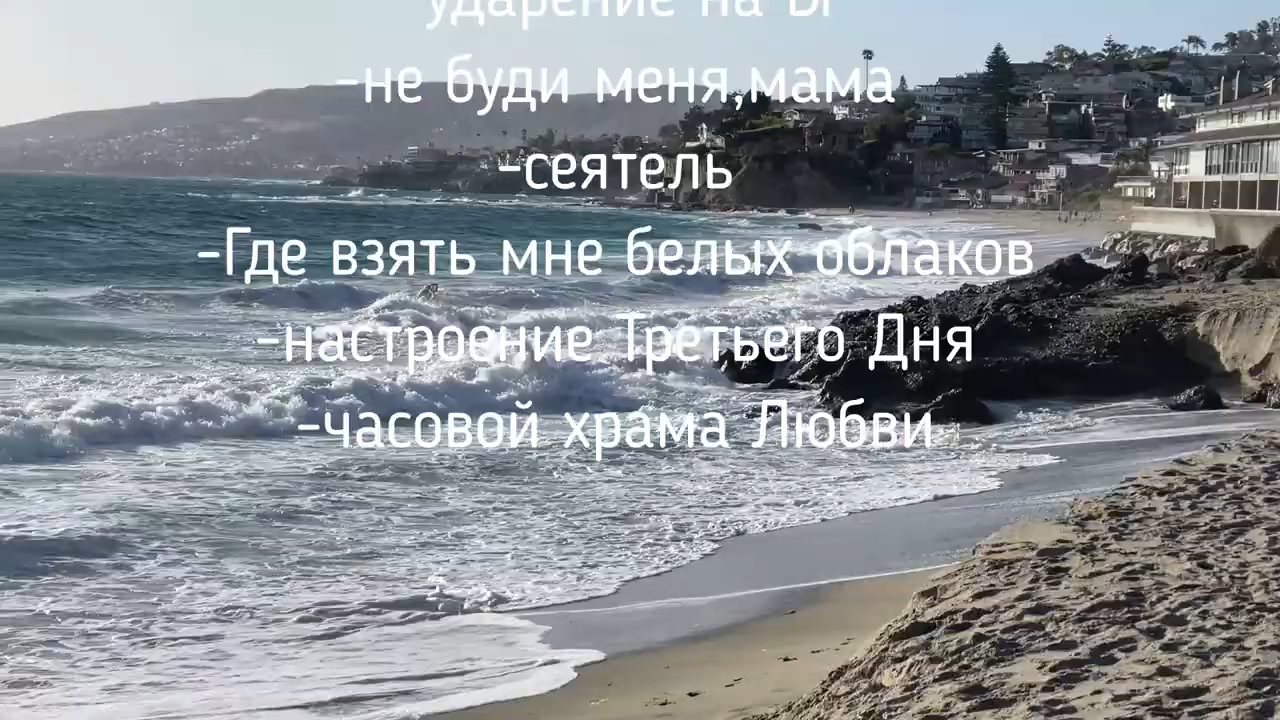 ударение на Ы
-не буди меня,мама
-сеятель
-Где взять мне белых облаков
-настроение Третьего Дня
-часовой храма Любви